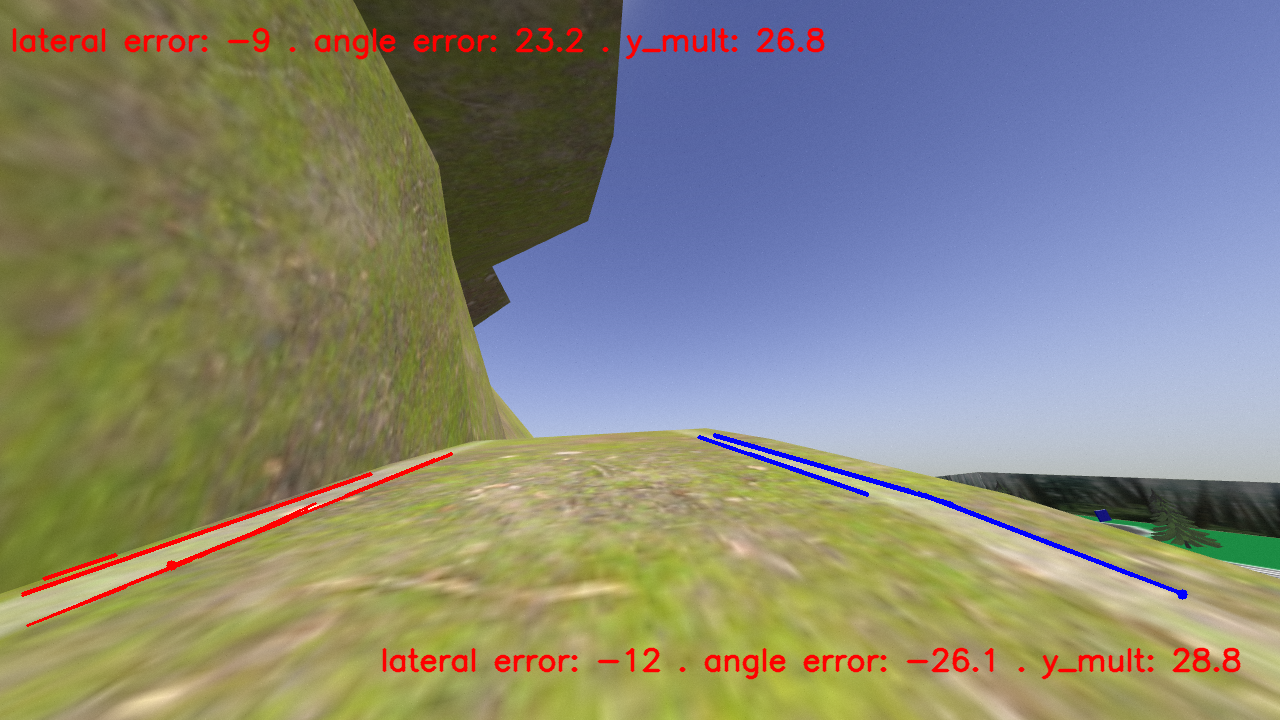 lateral error: -9 . angle error: 23.2 . y_mult: 26.8
lateral error: -12 . angle error: -26.1 . y_mult: 28.8